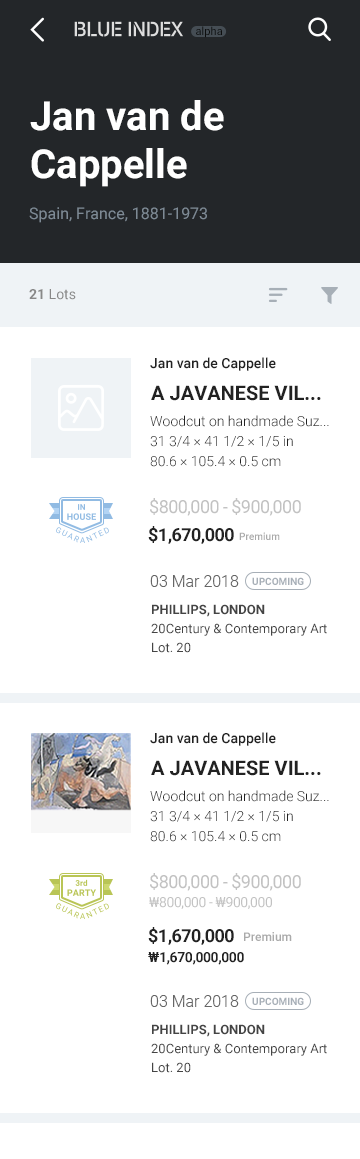 BLUE INDEX alpha
Jan van de
Cappelle
Spain, France, 1881-1973
21 Lots
Jan van de Cappelle
A JAVANESE VIL...
Woodcut on handmade Suz...
31 3/4 × 41 1/2 × 1/5 in
80.6 × 105.4 × 0.5 cm
IN
HOUSE
GUARANTED
$800,000 - $900,000
$1,670,000 Premium
03 Mar 2018 UPCOMING
PHILLIPS, LONDON
20Century & Contemporary Art
Lot. 20
Jan van de Cappelle
A JAVANESE VIL...
Woodcut on handmade Suz...
31 3/4 × 41 1/2 × 1/5 in
80.6 × 105.4 × 0.5 cm
3rd
PARTY
GUARANTED
$800,000 - $900,000
₩800,000 - ₩900,000
$1,670,000 Premium
₩1,670,000,000
03 Mar 2018 UPCOMING
PHILLIPS, LONDON
20Century & Contemporary Art
Lot. 20